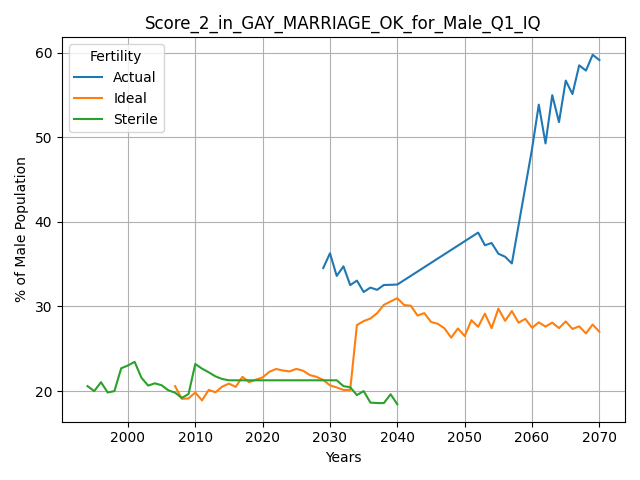 Score_2_in_GAY_MARRIAGE_OK_for_Male_Q1_IQ
Fertility
Actual
Ideal
Sterile
% of Male Population
60
50
40
30
20
2000
2010
2020
2030
2040
2050
2060
2070
Years